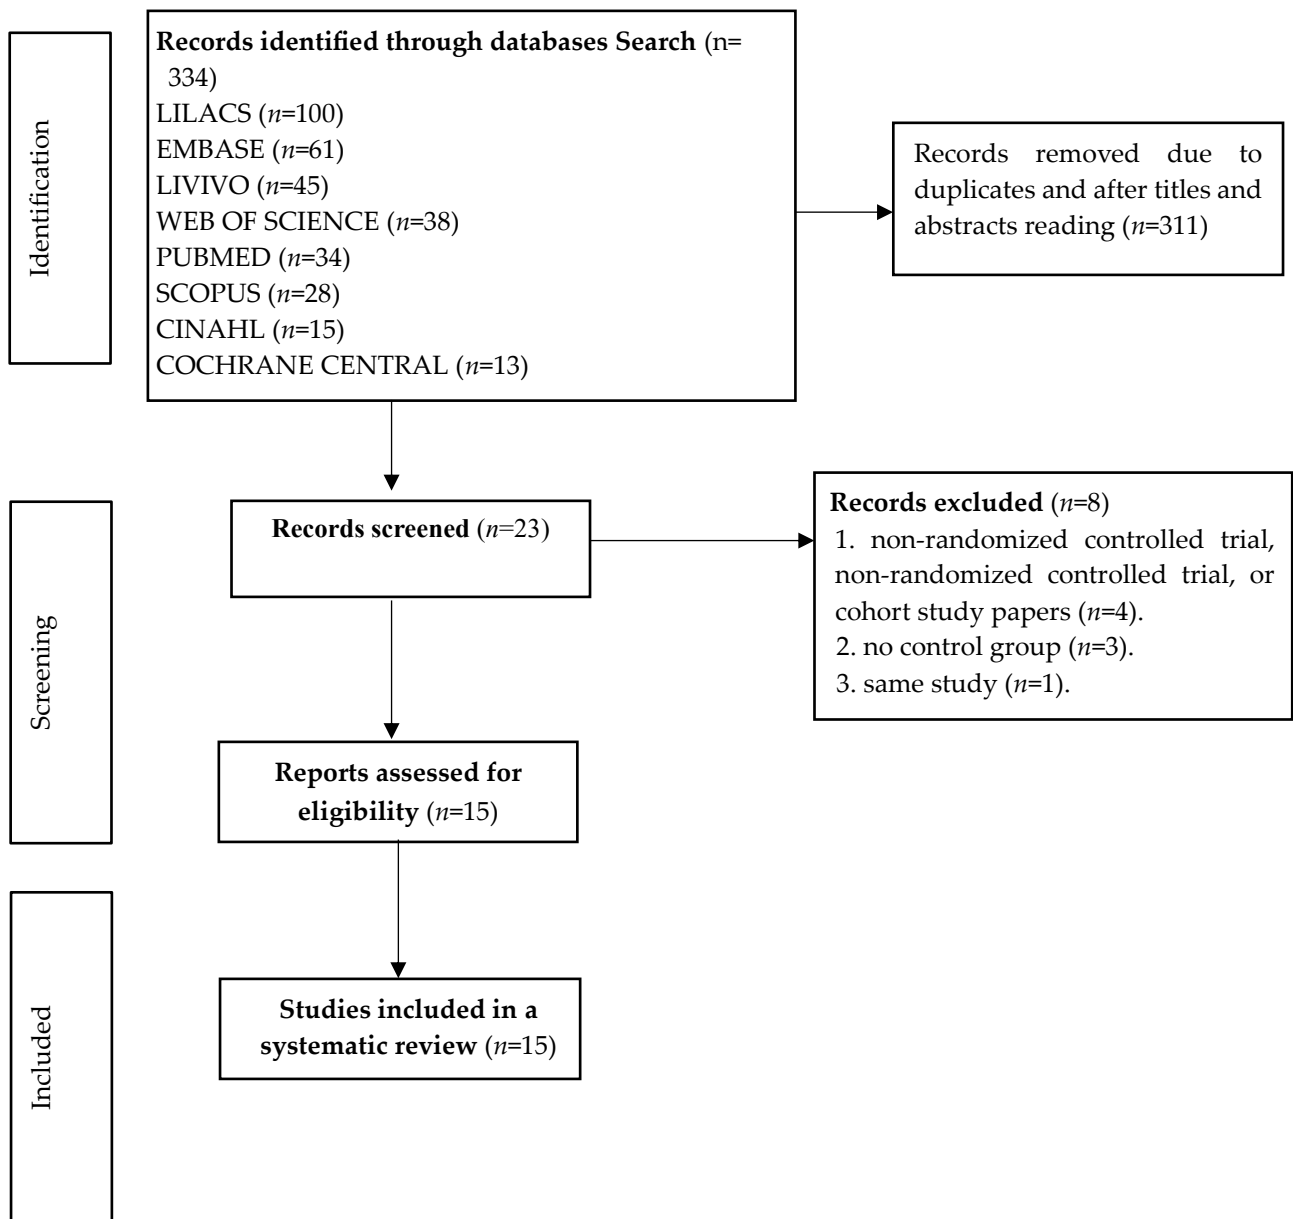 Identification
Records identified through databases Search (n=
334)
LILACS (n=100)
EMBASE (n=61)
LIVIVO (n=45)
WEB OF SCIENCE (n=38)
PUBMED (n=34)
SCOPUS (n=28)
CINAHL (n=15)
COCHRANE CENTRAL (n=13)
Records removed due to
duplicates and after titles and
abstracts reading (n=311)
Screening
Records screened (n=23)
Records excluded (n=8)
1. non-randomized controlled trial,
non-randomized controlled trial, or
cohort study papers (n=4).
2. no control group (n=3).
3. same study (n=1).
Reports assessed for
eligibility (n=15)
Included
Studies included in a
systematic review (n=15)